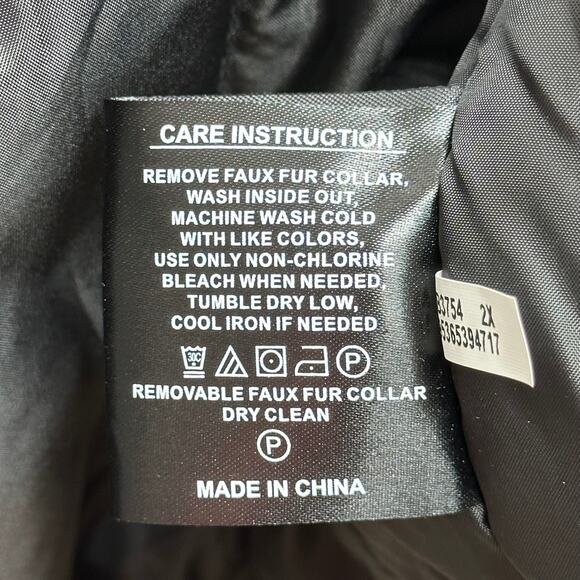 CARE INSTRUCTION
REMOVE FAUX FUR COLLAR,
WASH INSIDE OUT,
MACHINE WASH COLD
WITH LIKE COLORS,
USE ONLY NON-CHLORINE
BLEACH WHEN NEEDED,
TUMBLE DRY LOW,
COOL IRON IF NEEDED
30C P
REMOVABLE FAUX FUR COLLAR
DRY CLEAN
P
MADE IN CHINA
3754 2X
5365394717